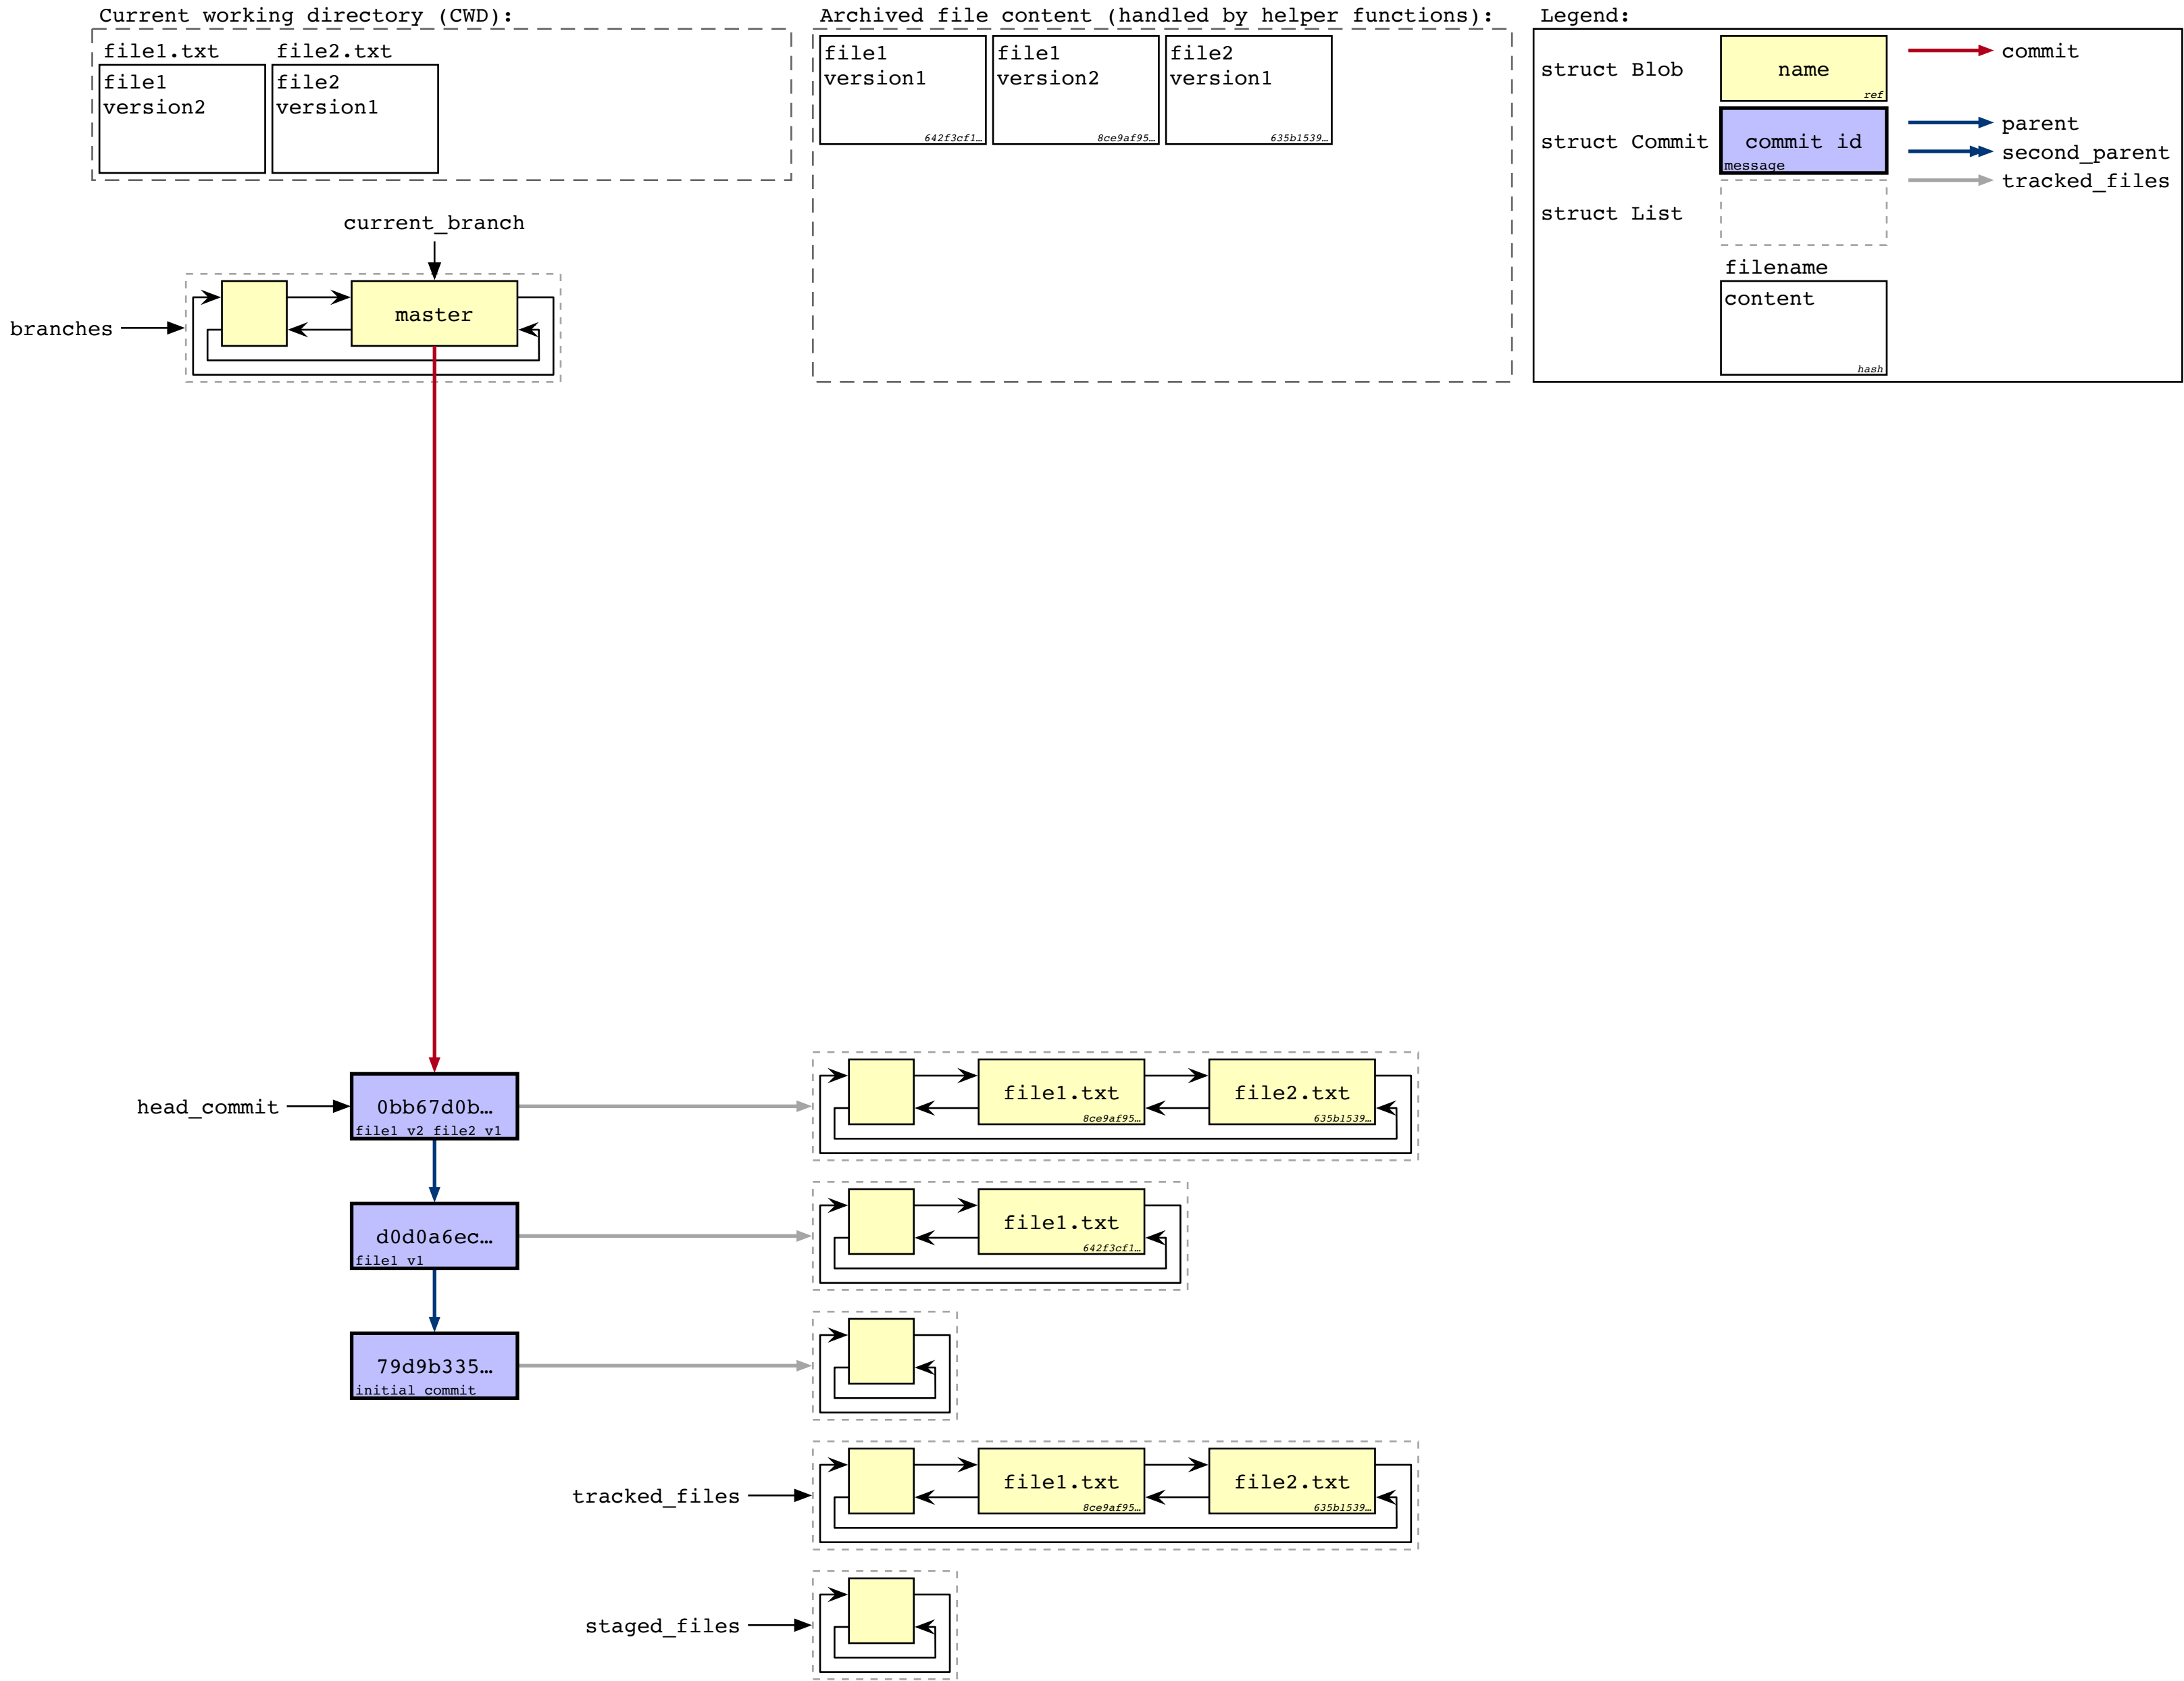 Current working directory (CWD):
file1.txt
file2.txt
file1
version2
file2
version1
Archived file content (handled by helper functions):
file1
version1
642f3cf1…
file1
version2
8ce9af95…
file2
version1
635b1539…
Legend:
struct Blob
name
ref
commit
struct Commit
commit id
message
parent
second_parent
tracked_files
struct List
filename
content
hash
current_branch
branches
master
head_commit
0bb67d0b…
file1 v2 file2 v1
file1.txt
8ce9af95…
file2.txt
635b1539…
d0d0a6ec…
file1 v1
file1.txt
642f3cf1…
79d9b335…
initial commit
tracked_files
file1.txt
8ce9af95…
file2.txt
635b1539…
staged_files